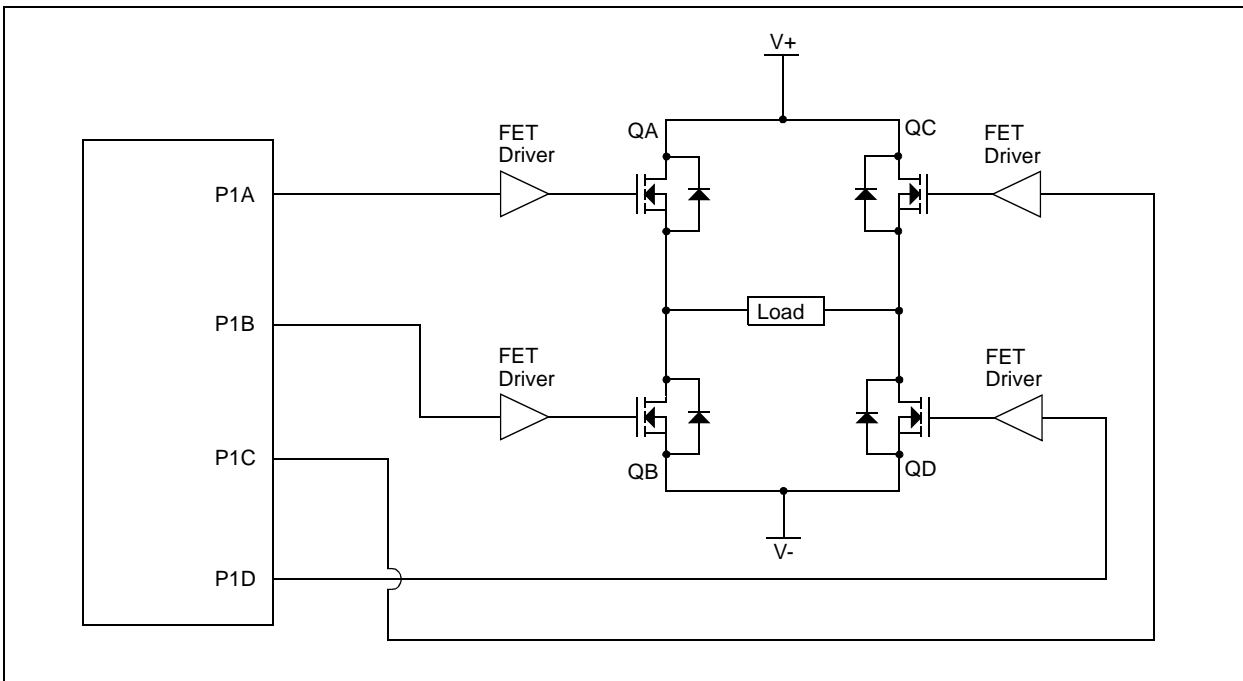 V+
QA
QC
FET
Driver
FET
Driver
P1A
Load
P1B
FET
Driver
FET
Driver
P1C
QB
QD
V-
P1D